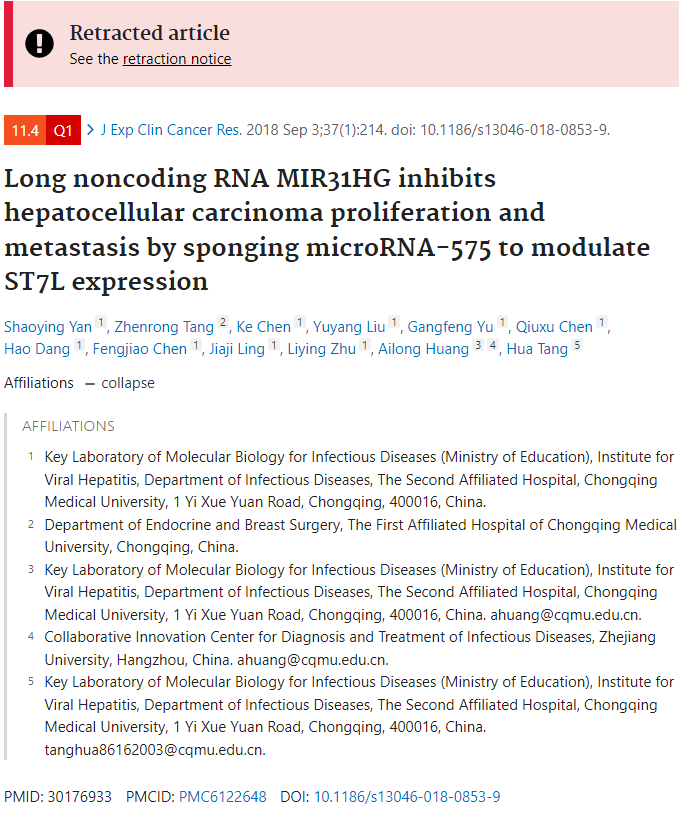 Retracted article
See the retraction notice
11.4 Q1 J Exp Clin Cancer Res. 2018 Sep 3;37(1):214. doi: 10.1186/s13046-018-0853-9.
Long noncoding RNA MIR31HG inhibits
hepatocellular carcinoma proliferation and
metastasis by sponging microRNA-575 to modulate
ST7L expression
Shaoying Yan 1, Zhenrong Tang 2, Ke Chen 1, Yuyang Liu 1, Gangfeng Yu 1, Qiuxu Chen 1,
Hao Dang 1, Fengjiao Chen 1, Jiaji Ling 1, Liying Zhu 1, Ailong Huang 3 4, Hua Tang 5
Affiliations — collapse
AFFILIATIONS
1 Key Laboratory of Molecular Biology for Infectious Diseases (Ministry of Education), Institute for
Viral Hepatitis, Department of Infectious Diseases, The Second Affiliated Hospital, Chongqing
Medical University, 1 Yi Xue Yuan Road, Chongqing, 400016, China.
2 Department of Endocrine and Breast Surgery, The First Affiliated Hospital of Chongqing Medical
University, Chongqing, China.
3 Key Laboratory of Molecular Biology for Infectious Diseases (Ministry of Education), Institute for
Viral Hepatitis, Department of Infectious Diseases, The Second Affiliated Hospital, Chongqing
Medical University, 1 Yi Xue Yuan Road, Chongqing, 400016, China. ahuang@cqmu.edu.cn.
4 Collaborative Innovation Center for Diagnosis and Treatment of Infectious Diseases, Zhejiang
University, Hangzhou, China. ahuang@cqmu.edu.cn.
5 Key Laboratory of Molecular Biology for Infectious Diseases (Ministry of Education), Institute for
Viral Hepatitis, Department of Infectious Diseases, The Second Affiliated Hospital, Chongqing
Medical University, 1 Yi Xue Yuan Road, Chongqing, 400016, China.
tanghua86162003@cqmu.edu.cn.
PMID: 30176933 PMCID: PMC6122648 DOI: 10.1186/s13046-018-0853-9